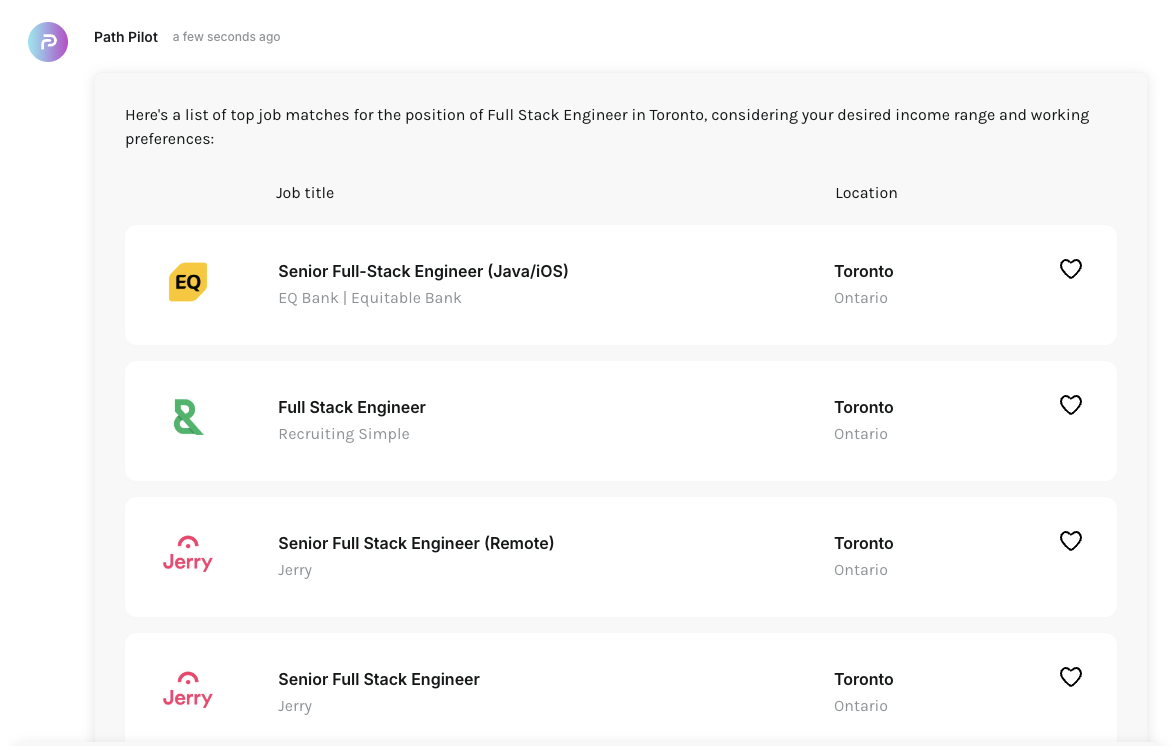 Path Pilot a few seconds ago
Here's a list of top job matches for the position of Full Stack Engineer in Toronto, considering your desired income range and working
preferences:
Job title Location
EQ
Senior Full-Stack Engineer (Java/iOS) Toronto
EQ Bank | Equitable Bank Ontario
Full Stack Engineer Toronto
Recruiting Simple Ontario
Jerry
Senior Full Stack Engineer (Remote) Toronto
Jerry Ontario
Jerry
Senior Full Stack Engineer Toronto
Jerry Ontario